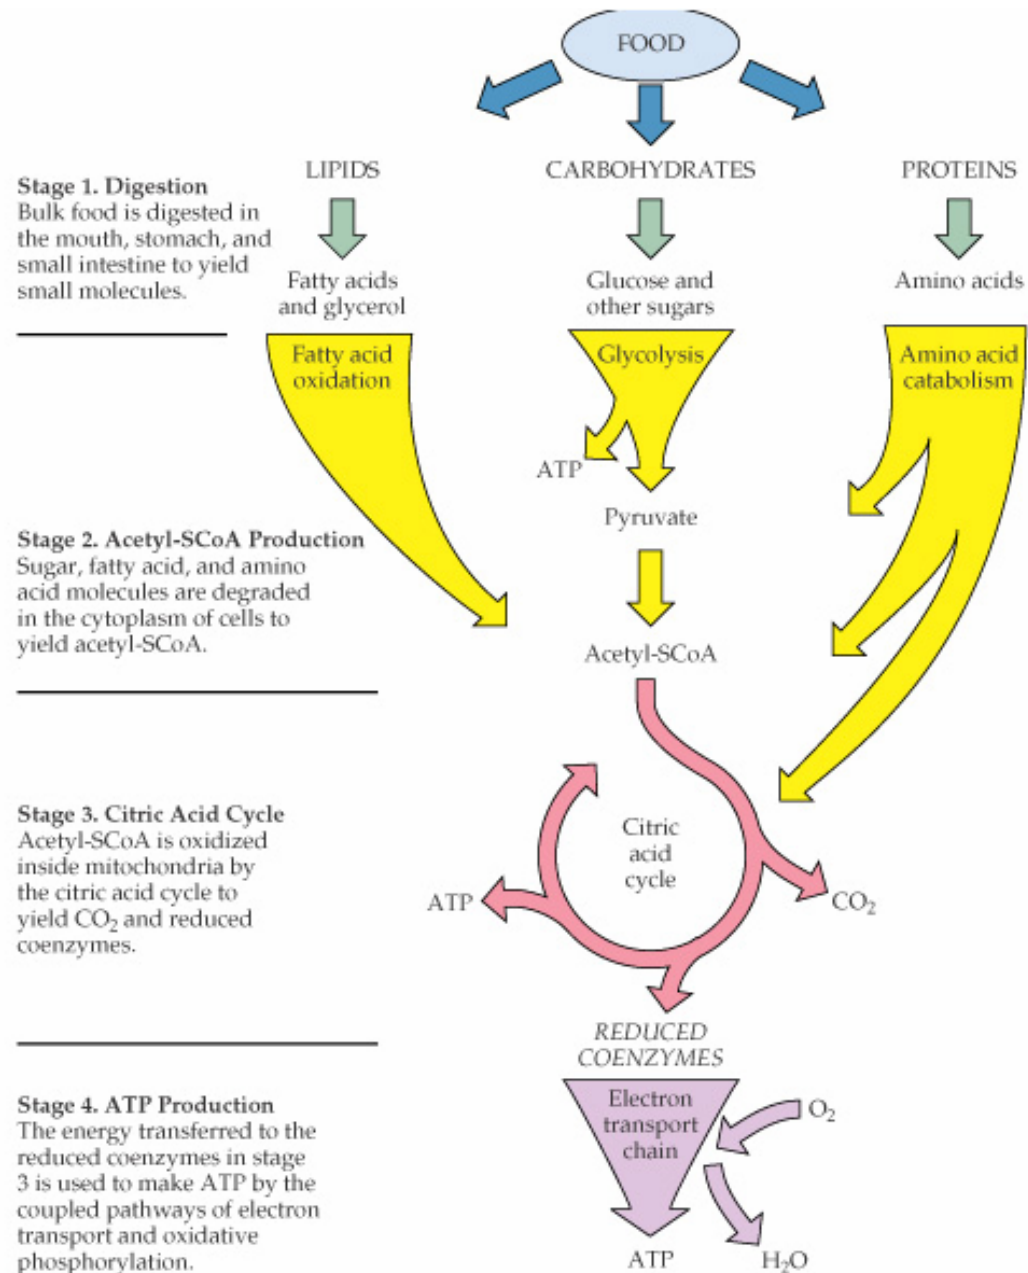 FOOD
LIPIDS
CARBOHYDRATES
PROTEINS
Stage 1. Digestion
Bulk food is digested in
the mouth, stomach, and
small intestine to yield
small molecules.
Fatty acids
and glycerol
Glucose and
other sugars
Amino acids
Fatty acid
oxidation
Glycolysis
Amino acid
catabolism
ATP
Pyruvate
Stage 2. Acetyl-SCoA Production
Sugar, fatty acid, and amino
acid molecules are degraded
in the cytoplasm of cells to
yield acetyl-SCoA.
Acetyl-SCoA
Stage 3. Citric Acid Cycle
Acetyl-SCoA is oxidized
inside mitochondria by
the citric acid cycle to
yield CO₂ and reduced
coenzymes.
Citric
acid
cycle
ATP
CO₂
REDUCED
COENZYMES
Stage 4. ATP Production
The energy transferred to the
reduced coenzymes in stage
3 is used to make ATP by the
coupled pathways of electron
transport and oxidative
phosphorylation.
Electron
transport
chain
O₂
ATP
H₂O